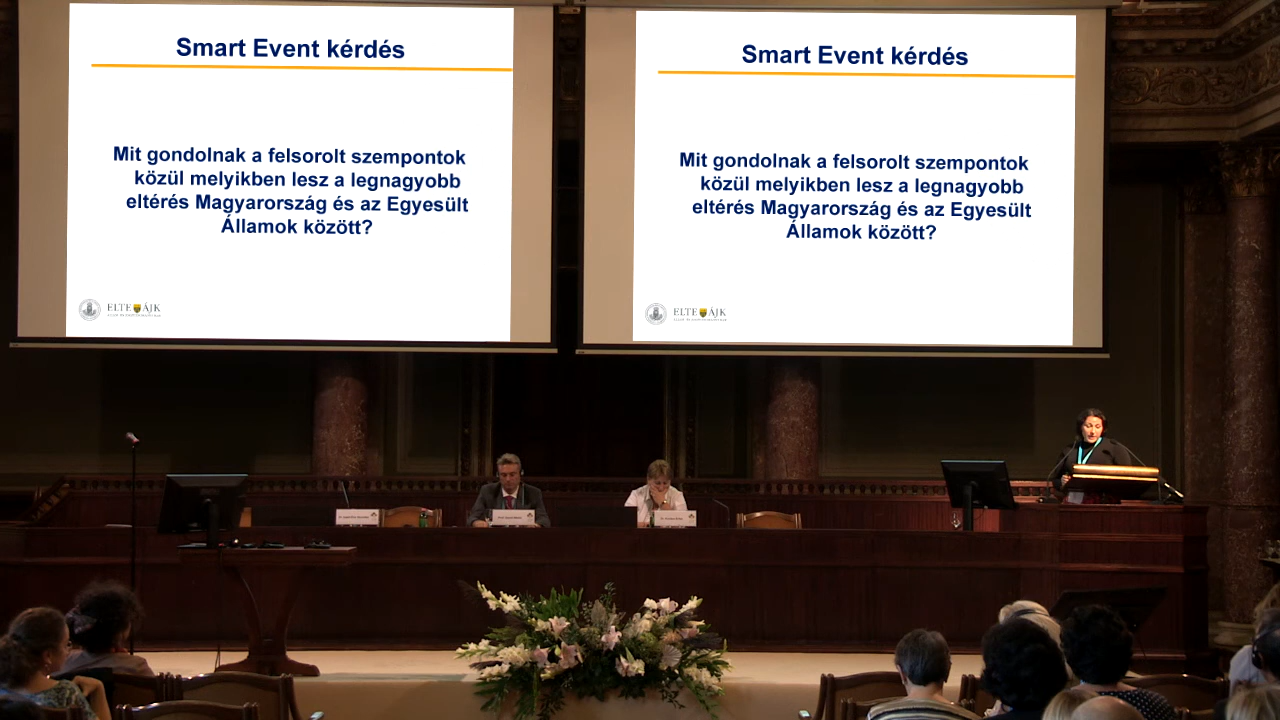 Smart Event kérdés
Mit gondolnak a felsorolt szempontok
közül melyikben lesz a legnagyobb
eltérés Magyarország és az Egyesült
Államok között?
ELTE ÁJK
Smart Event kérdés
Mit gondolnak a felsorolt szempontok
közül melyikben lesz a legnagyobb
eltérés Magyarország és az Egyesült
Államok között?
ELTE ÁJK